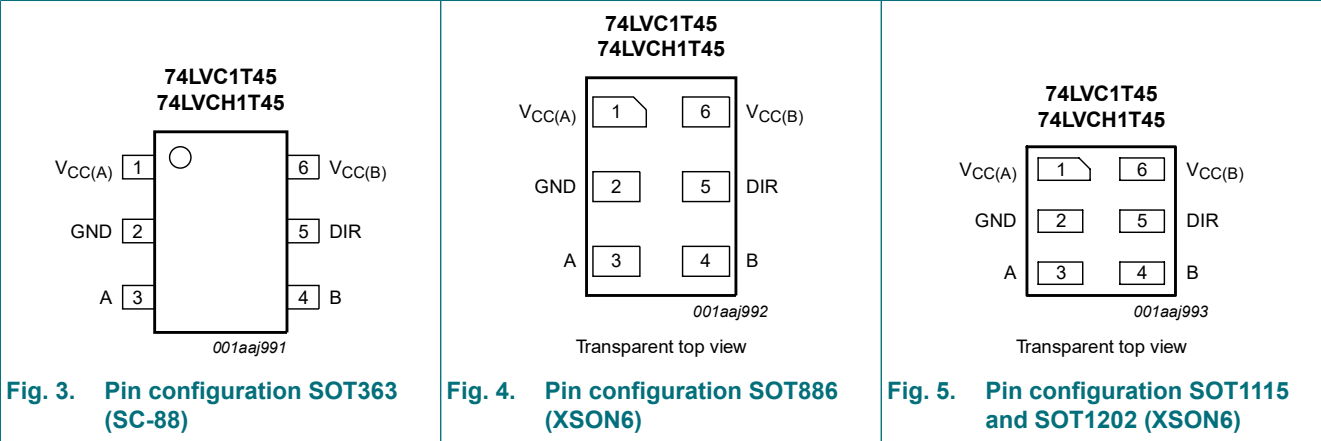 74LVC1T45
74LVCH1T45
VCC(A) 1 6 VCC(B)
GND 2 5 DIR
A 3 4 B
001aaj991
Fig. 3. Pin configuration SOT363
(SC-88)
74LVC1T45
74LVCH1T45
VCC(A) 1 6 VCC(B)
GND 2 5 DIR
A 3 4 B
001aaj992
Transparent top view
Fig. 4. Pin configuration SOT886
(XSON6)
74LVC1T45
74LVCH1T45
VCC(A) 1 6 VCC(B)
GND 2 5 DIR
A 3 4 B
001aaj993
Transparent top view
Fig. 5. Pin configuration SOT1115
and SOT1202 (XSON6)